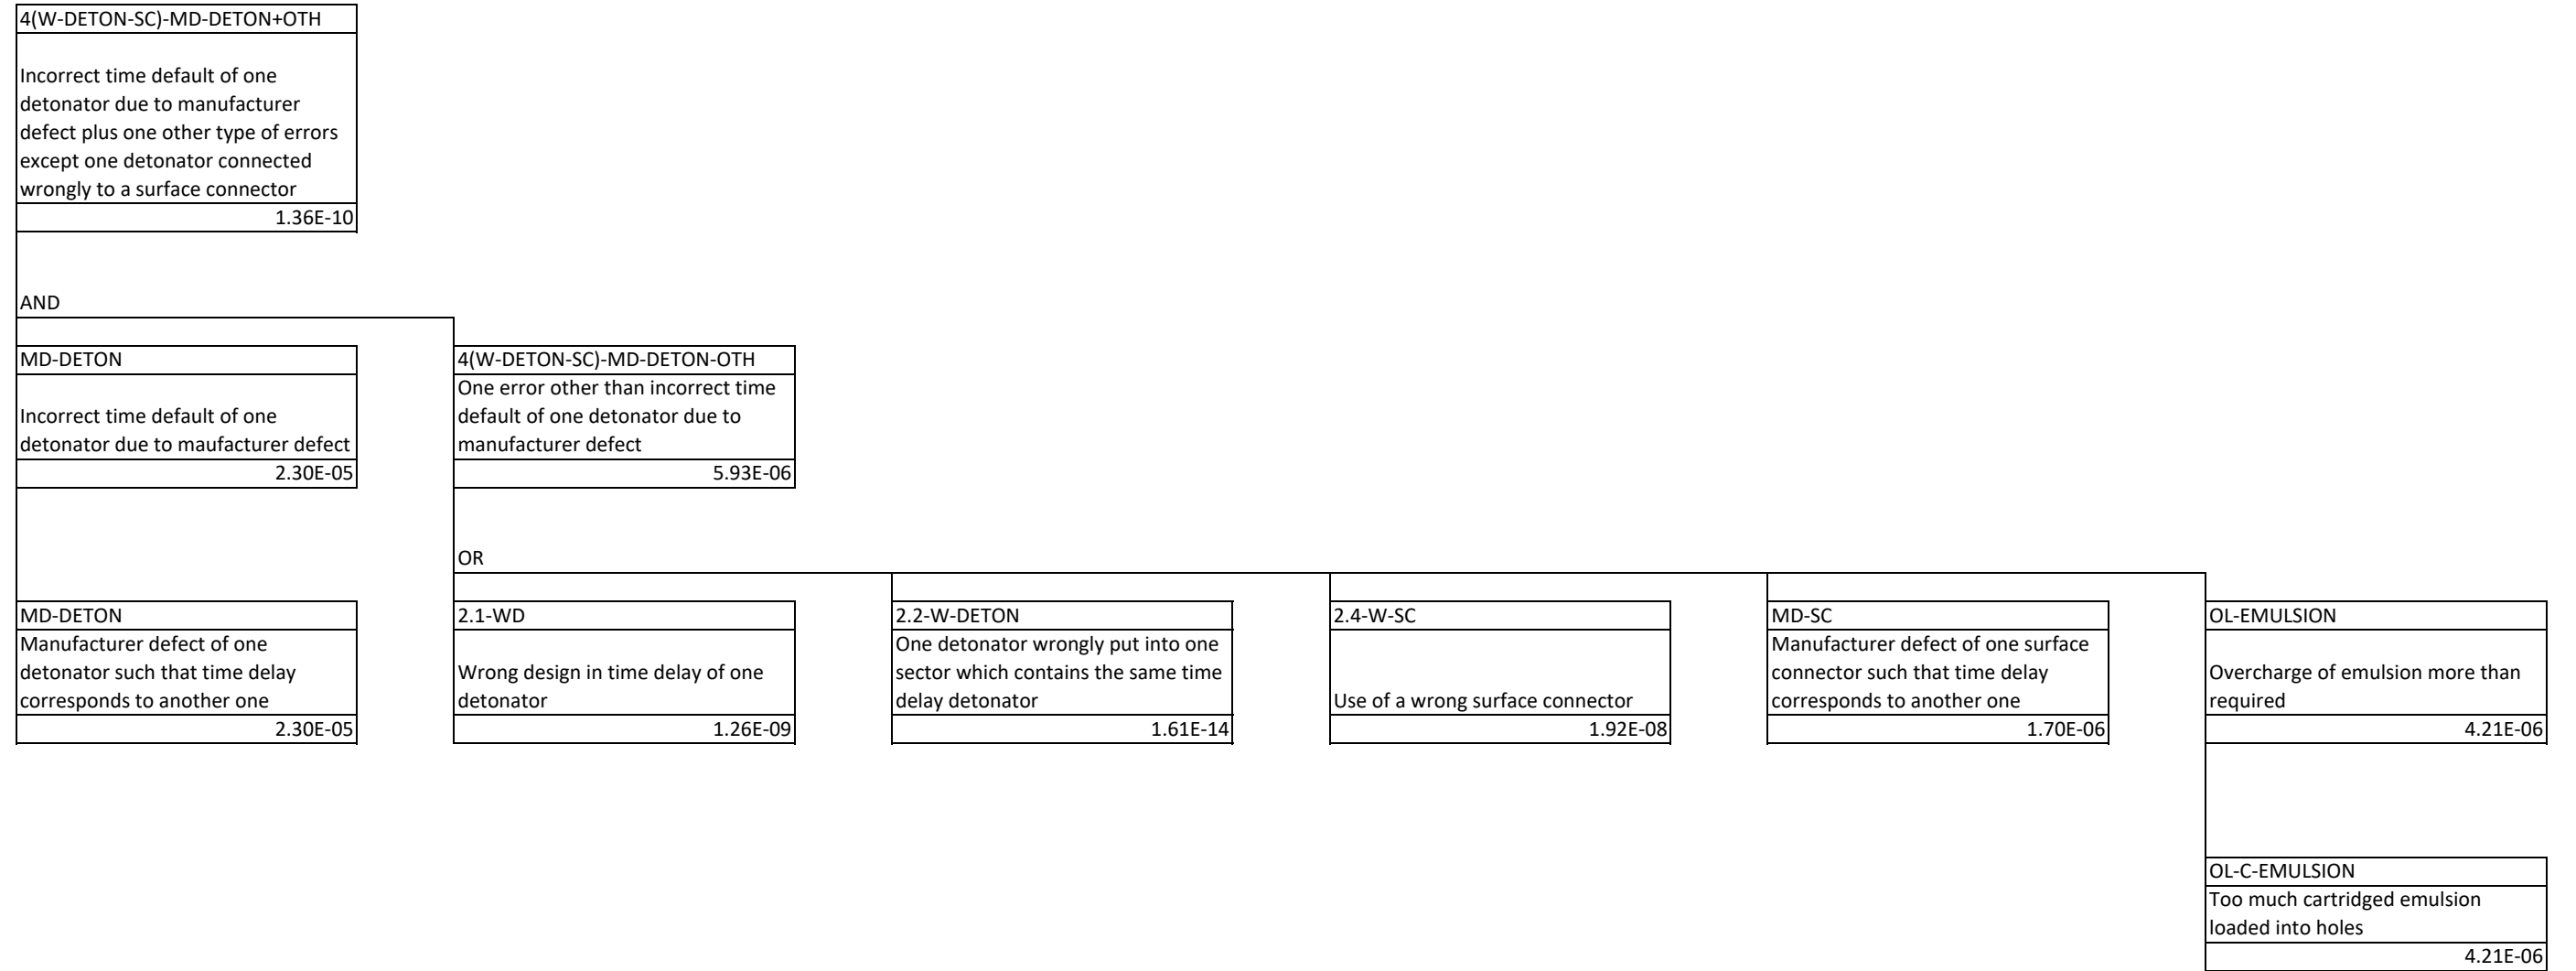 4(W-DETON-SC)-MD-DETON+OTH
Incorrect time default of one
detonator due to manufacturer
defect plus one other type of errors
except one detonator connected
wrongly to a surface connector
1.36E-10
AND
MD-DETON
Incorrect time default of one
detonator due to maufacturer defect
2.30E-05
4(W-DETON-SC)-MD-DETON-OTH
One error other than incorrect time
default of one detonator due to
manufacturer defect
5.93E-06
OR
MD-DETON
Manufacturer defect of one
detonator such that time delay
corresponds to another one
2.30E-05
2.1-WD
Wrong design in time delay of one
detonator
1.26E-09
2.2-W-DETON
One detonator wrongly put into one
sector which contains the same time
delay detonator
1.61E-14
2.4-W-SC
Use of a wrong surface connector
1.92E-08
MD-SC
Manufacturer defect of one surface
connector such that time delay
corresponds to another one
1.70E-06
OL-EMULSION
Overcharge of emulsion more than
required
4.21E-06
OL-C-EMULSION
Too much cartridged emulsion
loaded into holes
4.21E-06